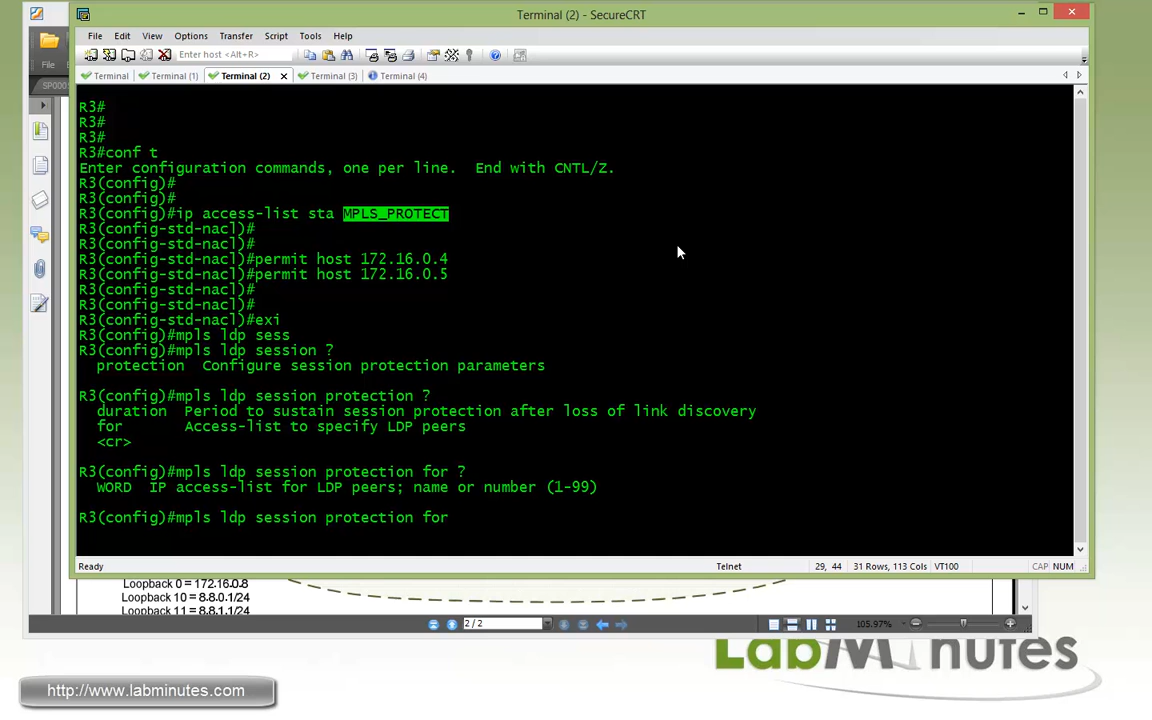 Terminal (2) - SecureCRT
File Edit View Options Transfer Script Tools Help
Enter host <Alt+R>
File
SP000
Terminal Terminal (1) Terminal (2) Terminal (3) Terminal (4)
R3#
R3#
R3#
R3#conf t
Enter configuration commands, one per line.  End with CNTL/Z.
R3(config)#
R3(config)#
R3(config)#ip access-list sta MPLS_PROTECT
R3(config-std-nacl)#
R3(config-std-nacl)#
R3(config-std-nacl)#permit host 172.16.0.4
R3(config-std-nacl)#permit host 172.16.0.5
R3(config-std-nacl)#
R3(config-std-nacl)#
R3(config-std-nacl)#exi
R3(config)#mpls ldp sess
R3(config)#mpls ldp session ?
protection  Configure session protection parameters
R3(config)#mpls ldp session protection ?
duration  Period to sustain session protection after loss of link discovery
for       Access-list to specify LDP peers
<cr>
R3(config)#mpls ldp session protection for ?
WORD  IP access-list for LDP peers; name or number (1-99)
R3(config)#mpls ldp session protection for
Ready Telnet 29, 44 31 Rows, 113 Cols VT100 CAP NUM
Loopback 0 = 172.16.0.8
Loopback 10 = 8.8.0.1/24
Loopback 11 = 8.8.1.1/24
2 / 2 105.97%
LabMinutes
http://www.labminutes.com